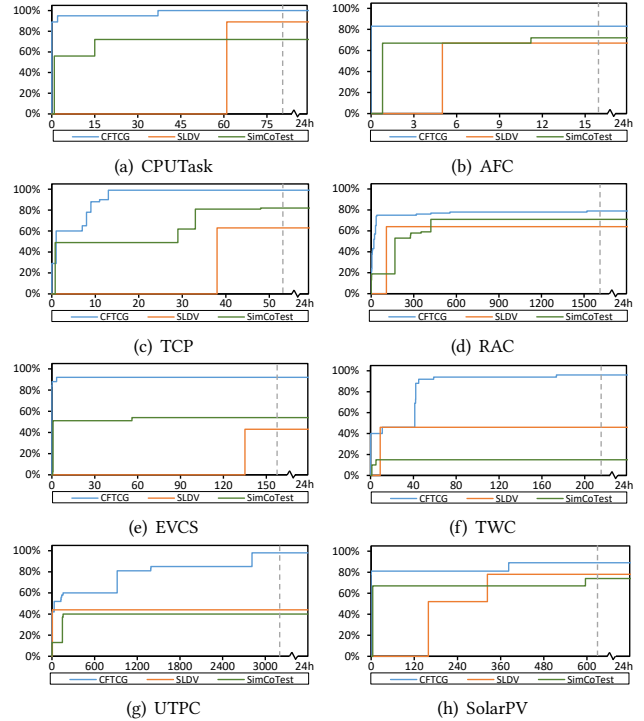 100%
80%
60%
40%
20%
0%
0 15 30 45 60 75 24h
CFTCG SLDV SimCoTest
(a) CPUTask
100%
80%
60%
40%
20%
0%
0 3 6 9 12 15 24h
CFTCG SLDV SimCoTest
(b) AFC
100%
80%
60%
40%
20%
0%
0 10 20 30 40 50 24h
CFTCG SLDV SimCoTest
(c) TCP
100%
80%
60%
40%
20%
0%
0 300 600 900 1200 1500 24h
CFTCG SLDV SimCoTest
(d) RAC
100%
80%
60%
40%
20%
0%
0 30 60 90 120 150 24h
CFTCG SLDV SimCoTest
(e) EVCS
100%
80%
60%
40%
20%
0%
0 40 80 120 160 200 24h
CFTCG SLDV SimCoTest
(f) TWC
100%
80%
60%
40%
20%
0%
0 600 1200 1800 2400 3000 24h
CFTCG SLDV SimCoTest
(g) UTPC
100%
80%
60%
40%
20%
0%
0 120 240 360 480 600 24h
CFTCG SLDV SimCoTest
(h) SolarPV